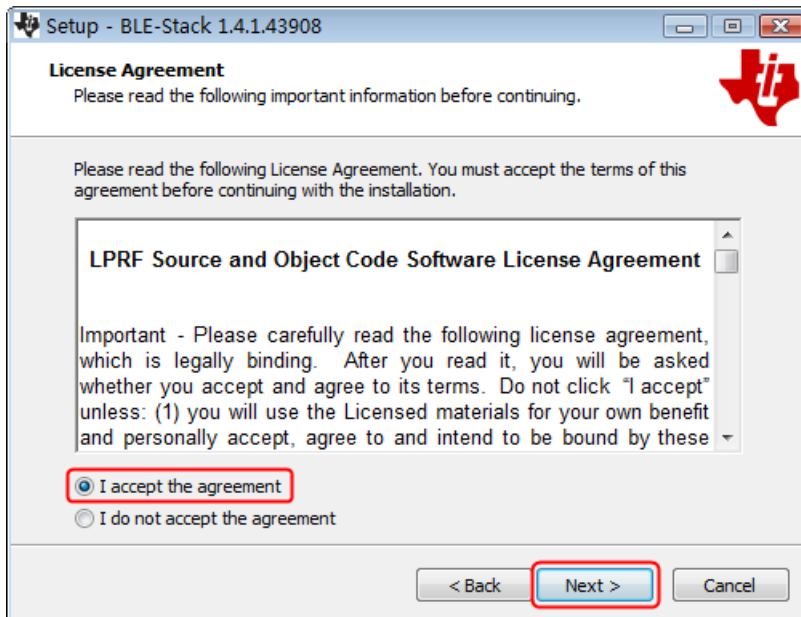 Setup - BLE-Stack 1.4.1.43908
License Agreement
Please read the following important information before continuing.
Please read the following License Agreement. You must accept the terms of this
agreement before continuing with the installation.
LPRF Source and Object Code Software License Agreement
Important - Please carefully read the following license agreement,
which is legally binding.  After you read it, you will be asked
whether you accept and agree to its terms.  Do not click “I accept”
unless: (1) you will use the Licensed materials for your own benefit
and personally accept, agree to and intend to be bound by these
I accept the agreement
I do not accept the agreement
< Back Next > Cancel